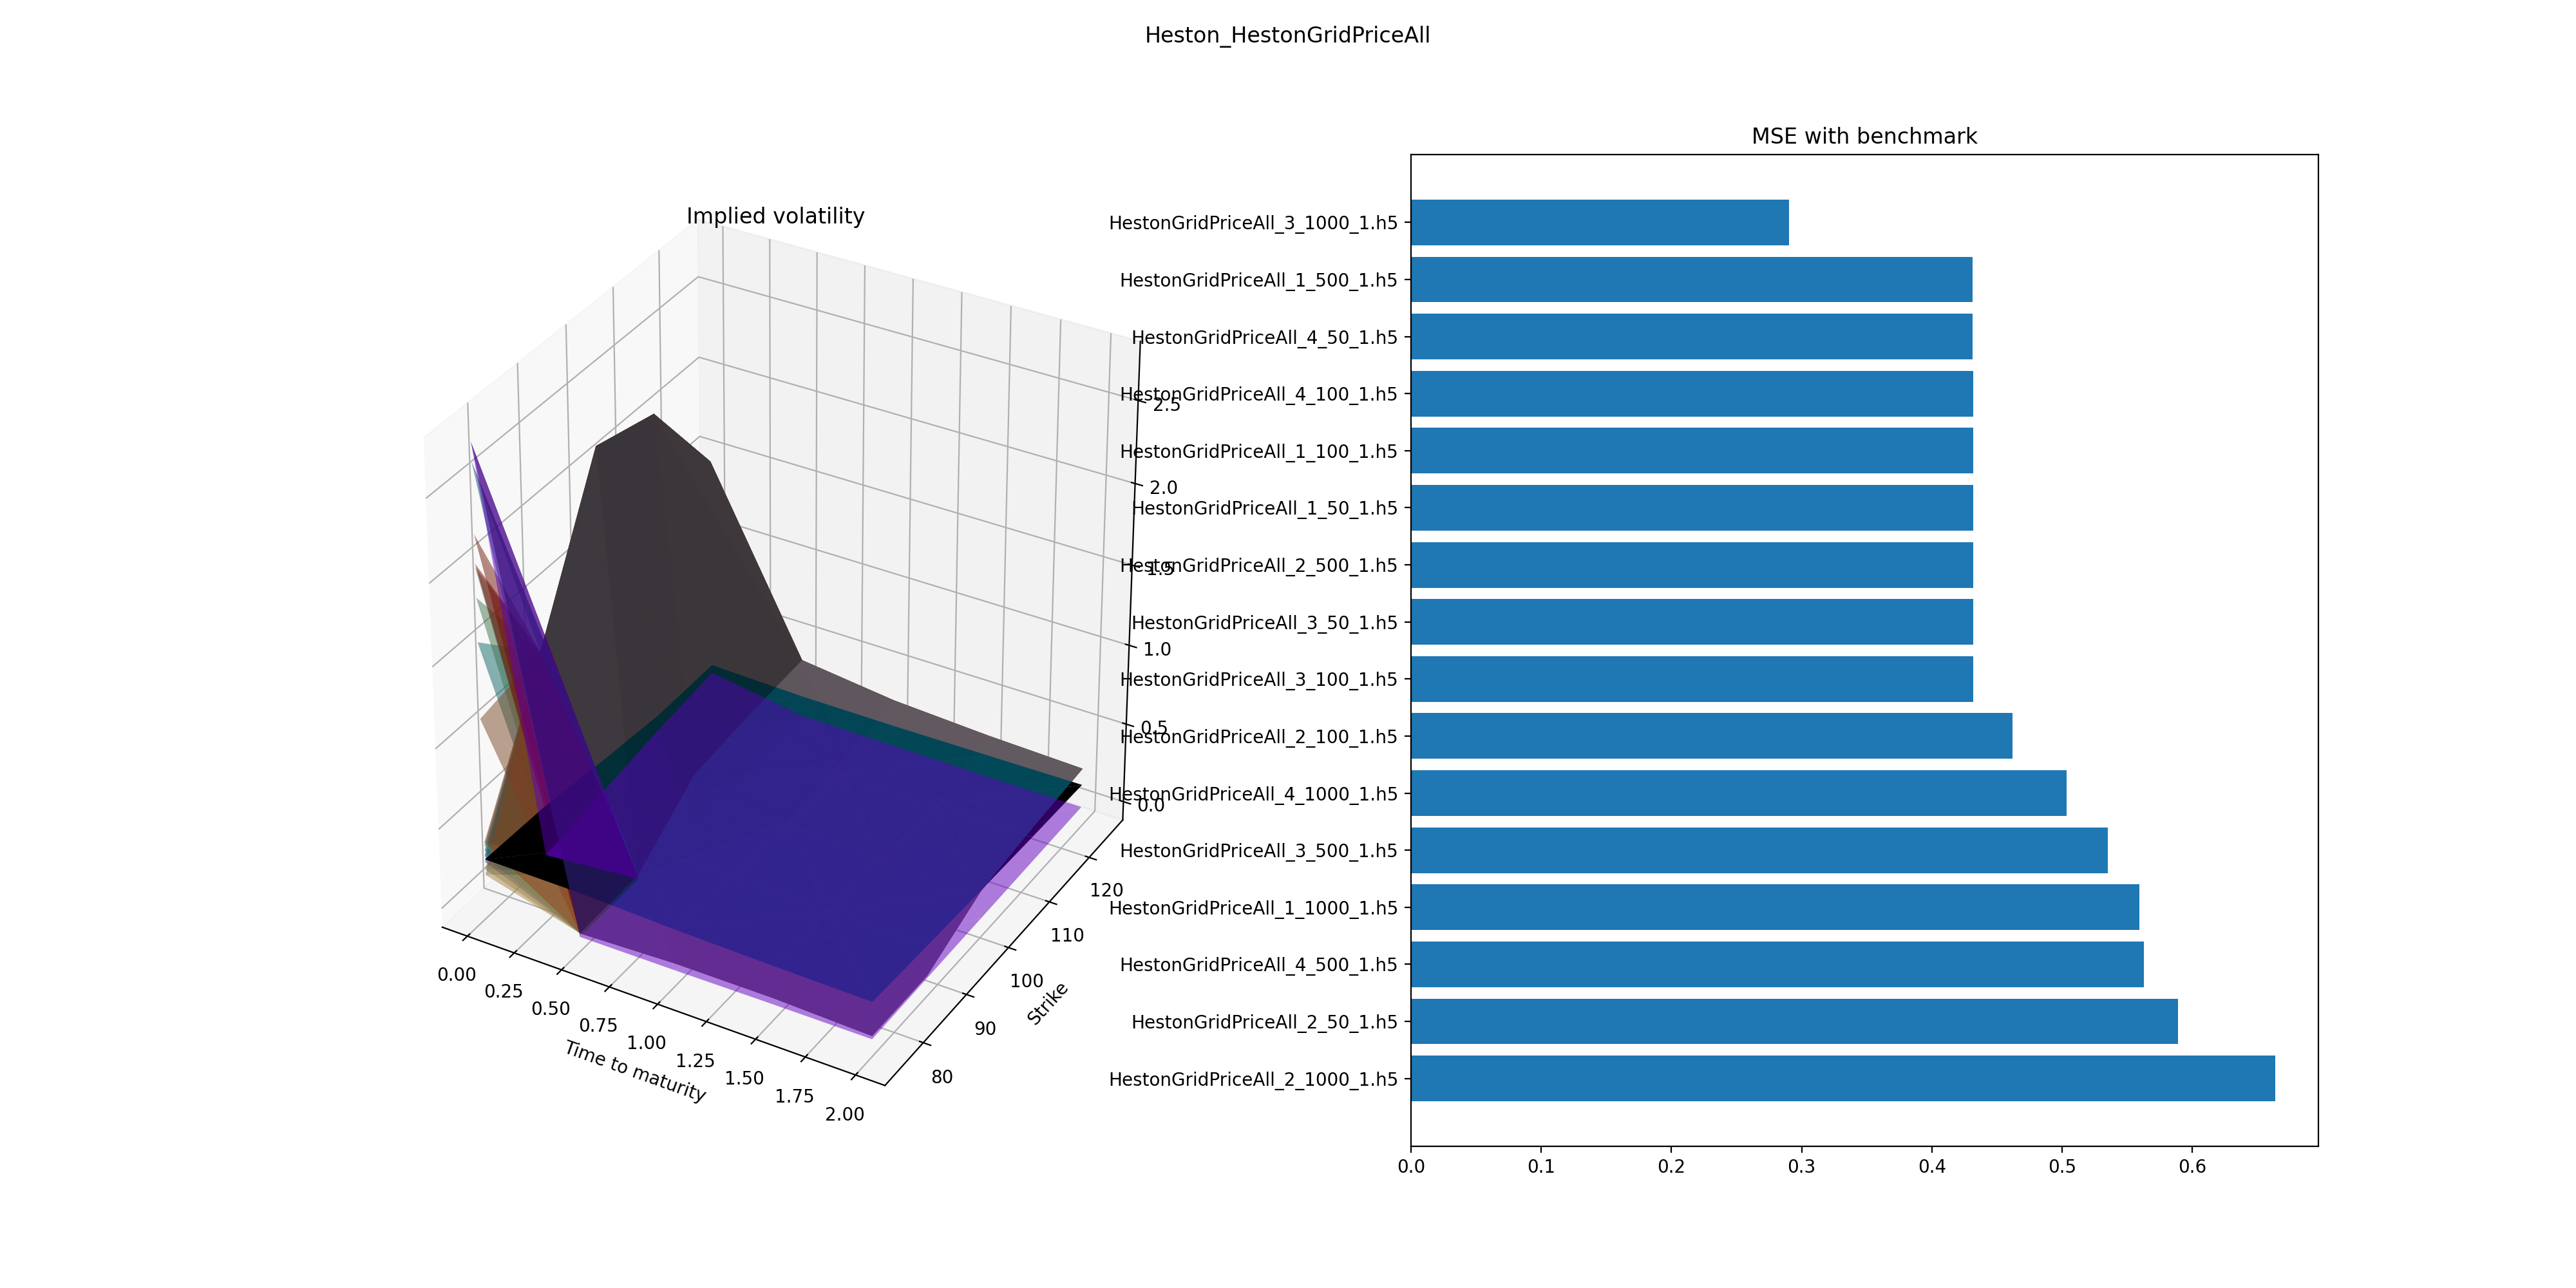 Heston_HestonGridPriceAll
Implied volatility
2.5
2.0
1.5
1.0
0.5
0.0
0.00
0.25
0.50
0.75
1.00
1.25
1.50
1.75
2.00
Time to maturity
80
90
100
110
120
Strike
MSE with benchmark
HestonGridPriceAll_3_1000_1.h5
HestonGridPriceAll_1_500_1.h5
HestonGridPriceAll_4_50_1.h5
HestonGridPriceAll_4_100_1.h5
HestonGridPriceAll_1_100_1.h5
HestonGridPriceAll_1_50_1.h5
HestonGridPriceAll_2_500_1.h5
HestonGridPriceAll_3_50_1.h5
HestonGridPriceAll_3_100_1.h5
HestonGridPriceAll_2_100_1.h5
HestonGridPriceAll_4_1000_1.h5
HestonGridPriceAll_3_500_1.h5
HestonGridPriceAll_1_1000_1.h5
HestonGridPriceAll_4_500_1.h5
HestonGridPriceAll_2_50_1.h5
HestonGridPriceAll_2_1000_1.h5
0.0
0.1
0.2
0.3
0.4
0.5
0.6